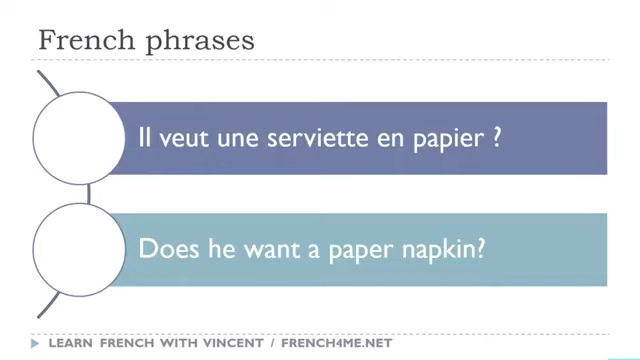 French phrases
Il veut une serviette en papier ?
Does he want a paper napkin?
LEARN FRENCH WITH VINCENT / FRENCH4ME.NET